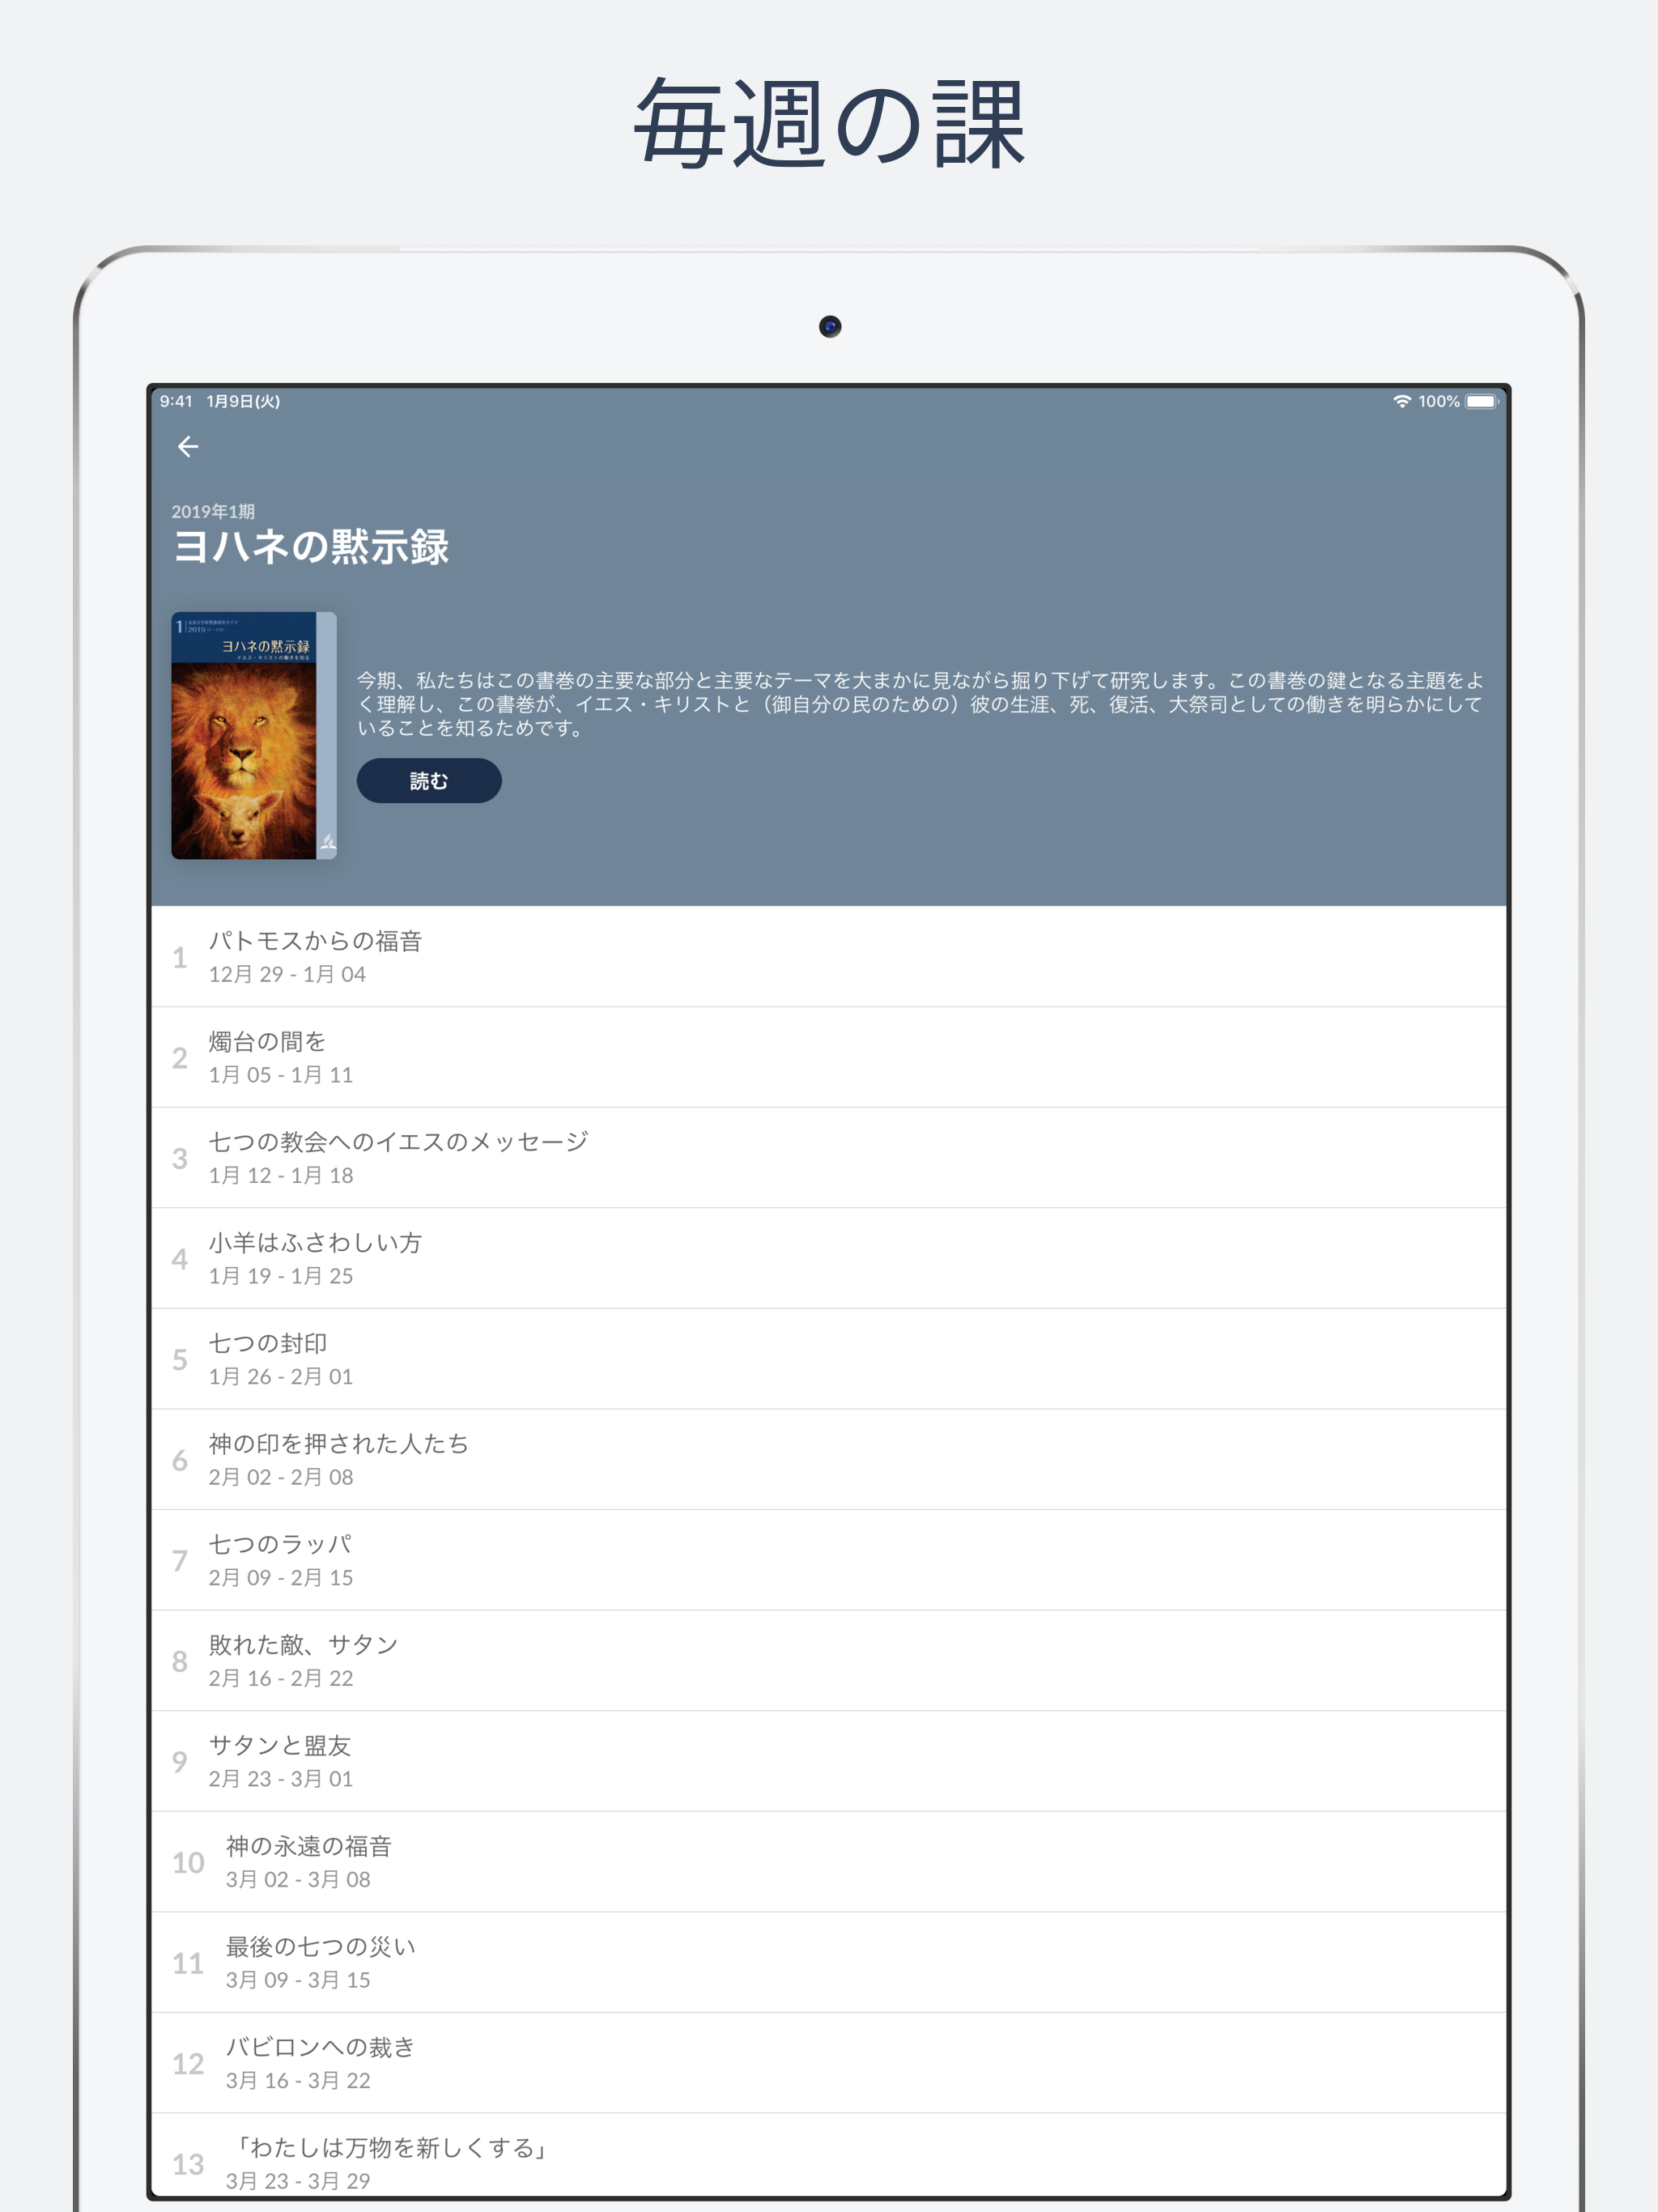 毎週の課
9:41 1月9日(火) 100%
2019年1期
ヨハネの黙示録
1 2019
ヨハネの黙示録
イエス・キリストの働きを知る
今期、私たちはこの書巻の主要な部分と主要なテーマを大まかに見ながら掘り下げて研究します。この書巻の鍵となる主題をよ
く理解し、この書巻が、イエス・キリストと（御自分の民のための）彼の生涯、死、復活、大祭司としての働きを明らかにして
いることを知るためです。
読む
1 パトモスからの福音
12月 29 - 1月 04
2 燭台の間を
1月 05 - 1月 11
3 七つの教会へのイエスのメッセージ
1月 12 - 1月 18
4 小羊はふさわしい方
1月 19 - 1月 25
5 七つの封印
1月 26 - 2月 01
6 神の印を押された人たち
2月 02 - 2月 08
7 七つのラッパ
2月 09 - 2月 15
8 敗れた敵、サタン
2月 16 - 2月 22
9 サタンと盟友
2月 23 - 3月 01
10 神の永遠の福音
3月 02 - 3月 08
11 最後の七つの災い
3月 09 - 3月 15
12 バビロンへの裁き
3月 16 - 3月 22
13 「わたしは万物を新しくする」
3月 23 - 3月 29